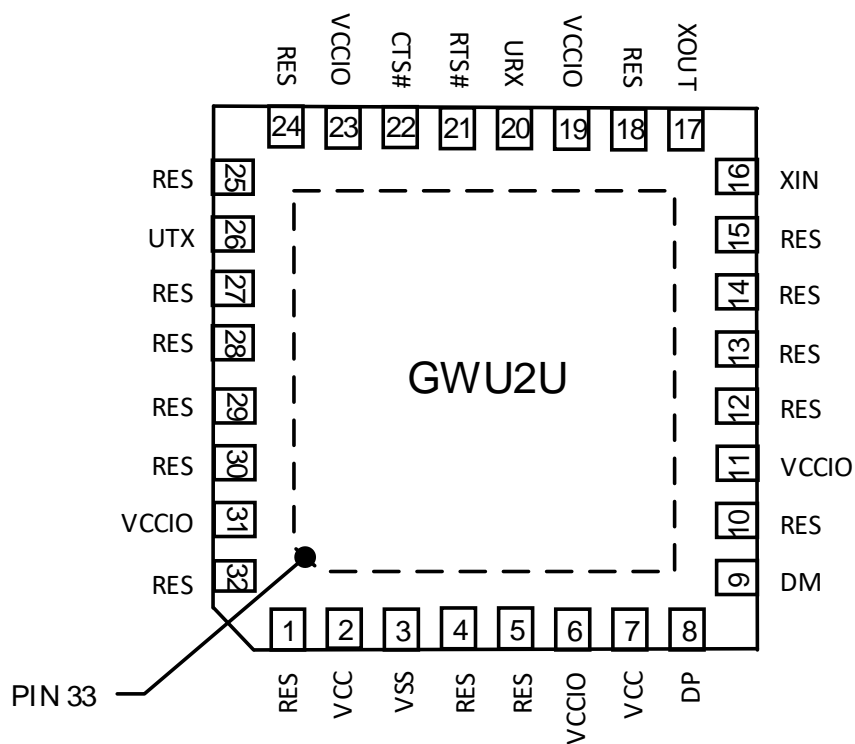 RES VCCIO CTS# RTS# URX VCCIO RES XOUT
24 23 22 21 20 19 18 17
RES 25 16 XIN
UTX 26 15 RES
RES 27 14 RES
RES 28 13 RES
GWU2U
RES 29 12 RES
RES 30 11 VCCIO
VCCIO 31 10 RES
RES 32 9 DM
1 2 3 4 5 6 7 8
RES VCC VSS RES RES VCCIO VCC DP
PIN 33